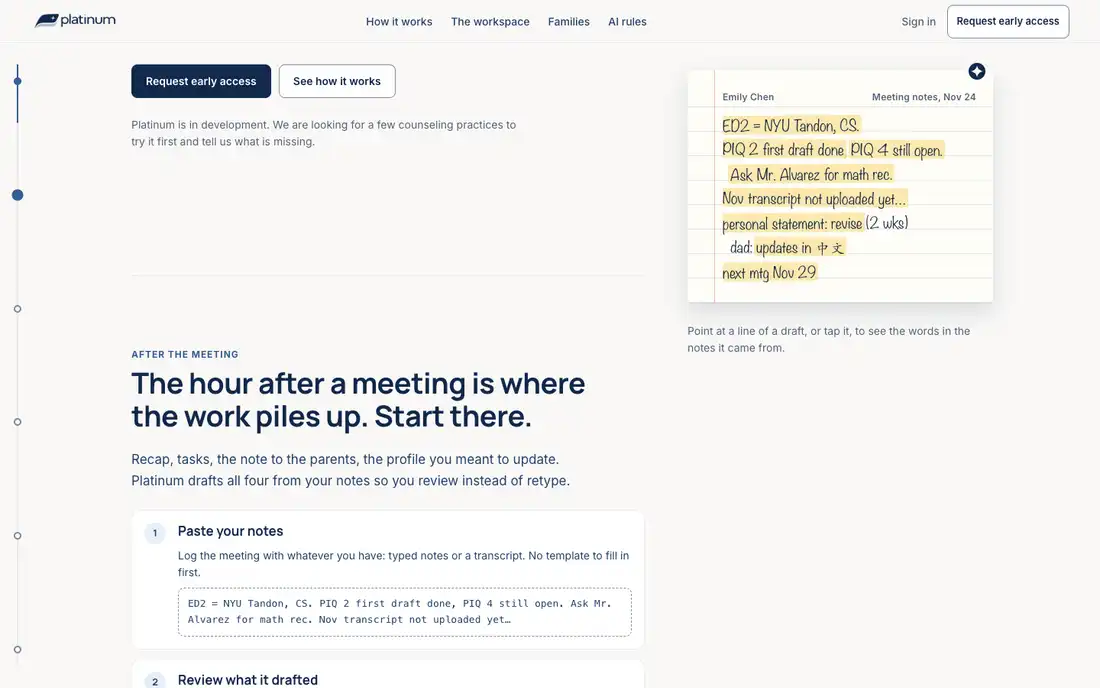 platinum
How it works
The workspace
Families
AI rules
Sign in
Request early access
Request early access
See how it works
Platinum is in development. We are looking for a few counseling practices to
try it first and tell us what is missing.
Emily Chen
Meeting notes, Nov 24
ED2 = NYU Tandon, CS.
PIQ 2 first draft done, PIQ 4 still open.
Ask Mr. Alvarez for math rec.
Nov transcript not uploaded yet…
personal statement: revise (2 wks)
dad: updates in 中文
next mtg Nov 29
Point at a line of a draft, or tap it, to see the words in the
notes it came from.
AFTER THE MEETING
The hour after a meeting is where
the work piles up. Start there.
Recap, tasks, the note to the parents, the profile you meant to update.
Platinum drafts all four from your notes so you review instead of retype.
1
Paste your notes
Log the meeting with whatever you have: typed notes or a transcript. No template to fill in
first.
ED2 = NYU Tandon, CS. PIQ 2 first draft done, PIQ 4 still open. Ask Mr.
Alvarez for math rec. Nov transcript not uploaded yet…
2
Review what it drafted